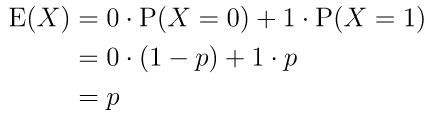 E(X) = 0 · P(X = 0) + 1 · P(X = 1)
= 0 · (1 − p) + 1 · p
= p